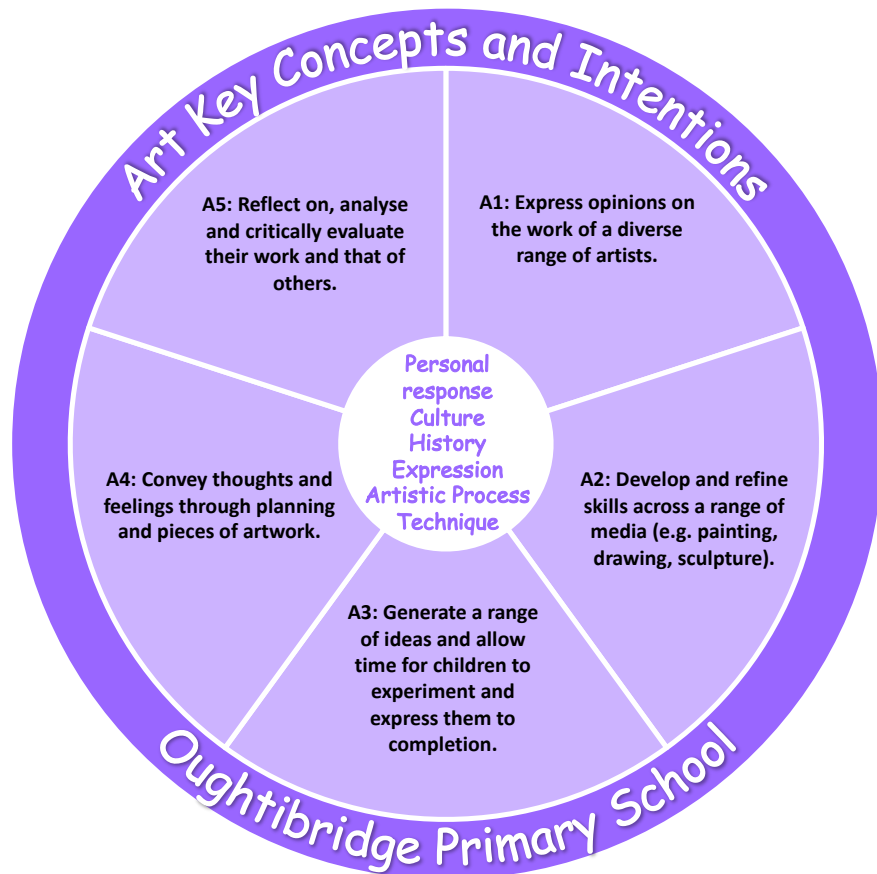 Art Key Concepts and Intentions
A1: Express opinions on
the work of a diverse
range of artists.
A2: Develop and refine
skills across a range of
media (e.g. painting,
drawing, sculpture).
A3: Generate a range
of ideas and allow
time for children to
experiment and
express them to
completion.
A4: Convey thoughts and
feelings through planning
and pieces of artwork.
A5: Reflect on, analyse
and critically evaluate
their work and that of
others.
Personal
response
Culture
History
Expression
Artistic Process
Technique
Oughtibridge Primary School